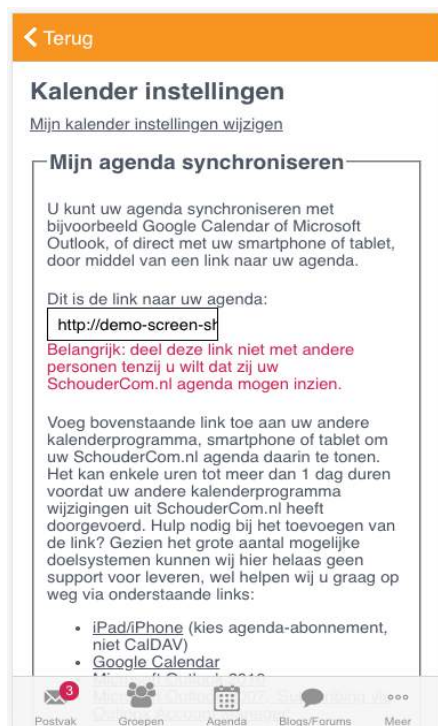 Terug
Kalender instellingen
Mijn kalender instellingen wijzigen
Mijn agenda synchroniseren
U kunt uw agenda synchroniseren met
bijvoorbeeld Google Calendar of Microsoft
Outlook, of direct met uw smartphone of tablet,
door middel van een link naar uw agenda.
Dit is de link naar uw agenda:
http://demo-screen-sh
Belangrijk: deel deze link niet met andere
personen tenzij u wilt dat zij uw
SchouderCom.nl agenda mogen inzien.
Voeg bovenstaande link toe aan uw andere
kalenderprogramma, smartphone of tablet om
uw SchouderCom.nl agenda daarin te tonen.
Het kan enkele uren tot meer dan 1 dag duren
voordat uw andere kalenderprogramma
wijzigingen uit SchouderCom.nl heeft
doorgevoerd. Hulp nodig bij het toevoegen van
de link? Gezien het grote aantal mogelijke
doelsystemen kunnen wij hier helaas geen
support voor leveren, wel helpen wij u graag op
weg via onderstaande links:
• iPad/iPhone (kies agenda-abonnement,
niet CalDAV)
• Google Calendar
3
Postvak Groepen Agenda Blogs/Forums Meer